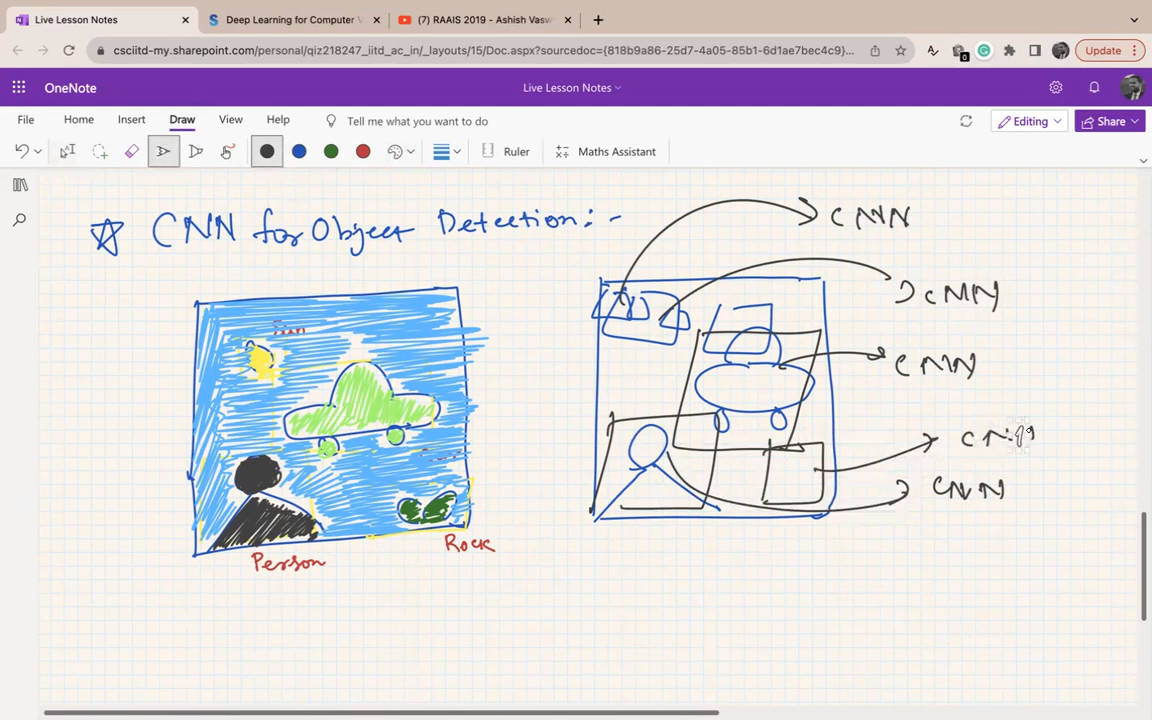 Live Lesson Notes
Deep Learning for Computer V
(7) RAAIS 2019 - Ashish Vasw
csciitd-my.sharepoint.com/personal/qiz218247_iitd_ac_in/_layouts/15/Doc.aspx?sourcedoc={818b9a86-25d7-4a05-85b1-6d1ae7bec4c9}...
0
Update
OneNote
Live Lesson Notes
File Home Insert Draw View Help Tell me what you want to do
Editing
Share
Ruler
Maths Assistant
CNN for Object Detection:-
CNN
CNN
CNN
CNN
Person
Rock